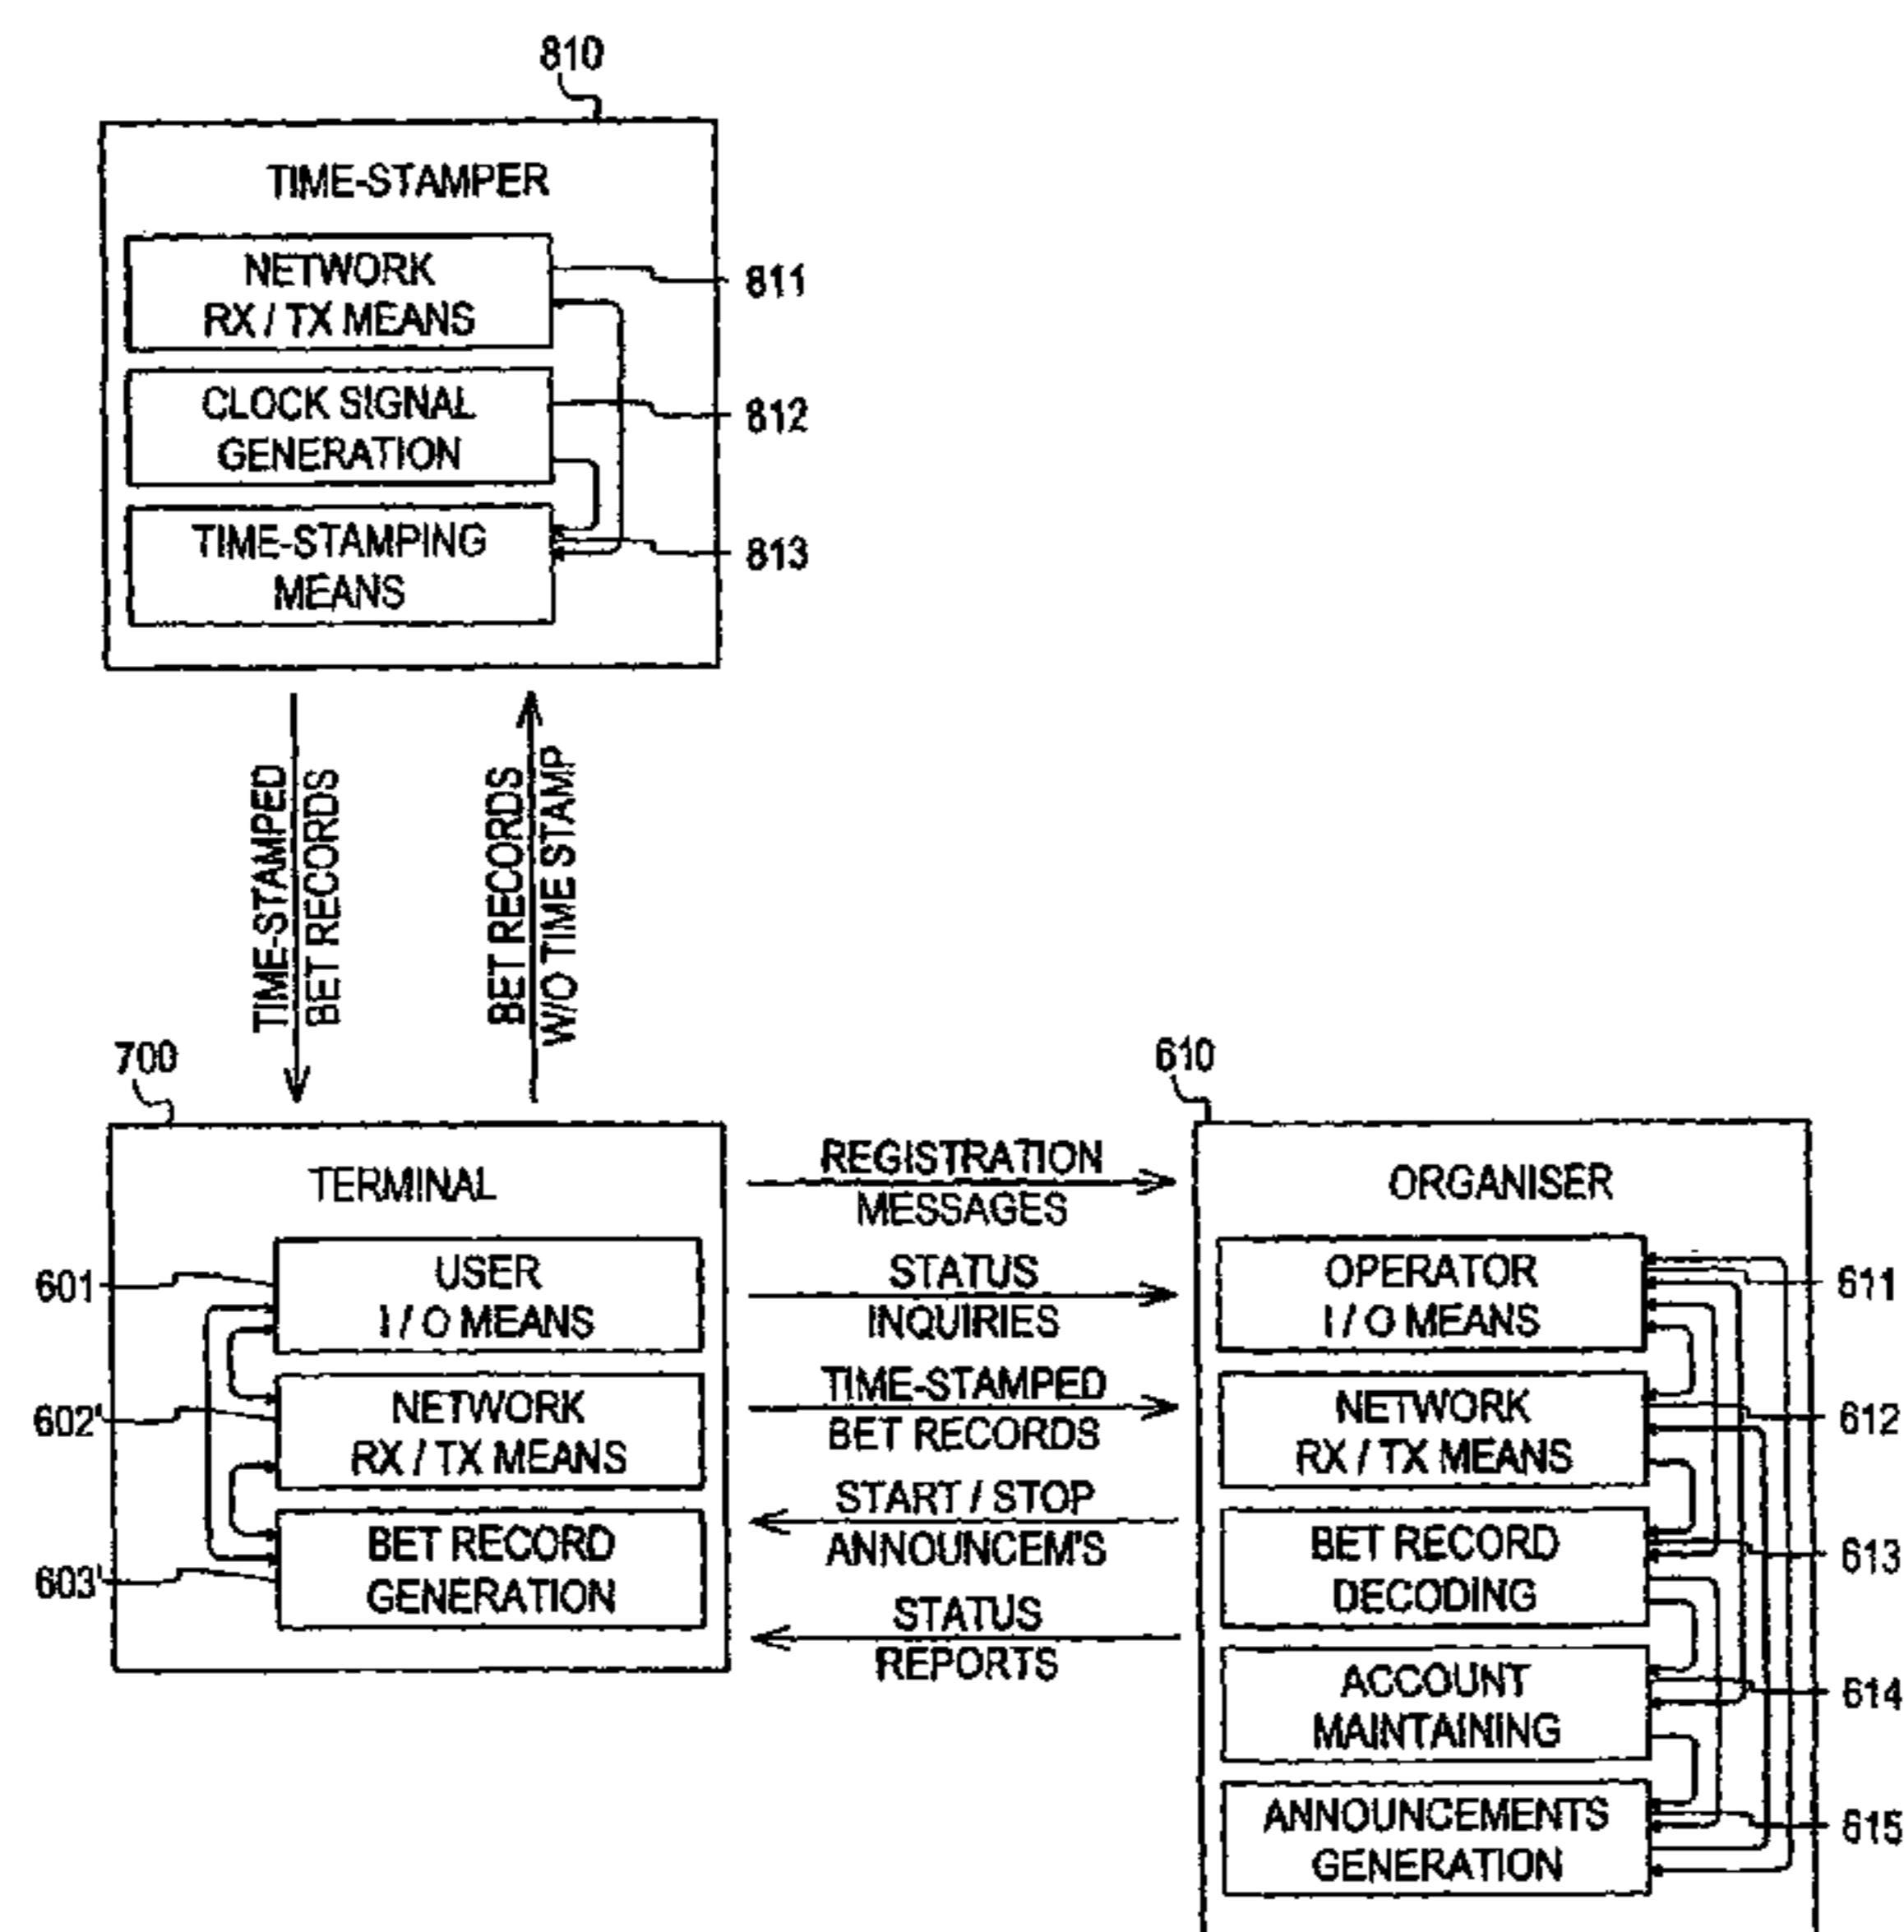 810
TIME-STAMPER
NETWORK
RX / TX MEANS
811
CLOCK SIGNAL
GENERATION
812
TIME-STAMPING
MEANS
813
TIME-STAMPED
BET RECORDS
BET RECORDS
W/O TIME STAMP
700
TERMINAL
601
USER
I / O MEANS
602'
NETWORK
RX / TX MEANS
603'
BET RECORD
GENERATION
REGISTRATION
MESSAGES
STATUS
INQUIRIES
TIME-STAMPED
BET RECORDS
START / STOP
ANNOUNCEM'S
STATUS
REPORTS
610
ORGANISER
OPERATOR
I / O MEANS
611
NETWORK
RX / TX MEANS
612
BET RECORD
DECODING
613
ACCOUNT
MAINTAINING
614
ANNOUNCEMENTS
GENERATION
615